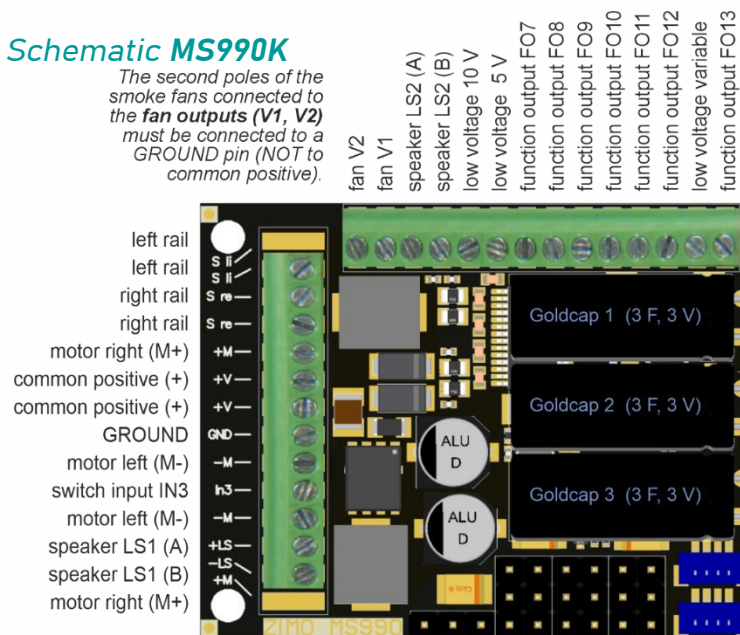 Schematic MS990K
The second poles of the
smoke fans connected to
the fan outputs (V1, V2)
must be connected to a
GROUND pin (NOT to
common positive).
fan V2
fan V1
speaker LS2 (A)
speaker LS2 (B)
low voltage 10 V
low voltage 5 V
function output FO7
function output FO8
function output FO9
function output FO10
function output FO11
function output FO12
low voltage variable
function output FO13
left rail
left rail
right rail
right rail
motor right (M+)
common positive (+)
common positive (+)
GROUND
motor left (M-)
switch input IN3
motor left (M-)
speaker LS1 (A)
speaker LS1 (B)
motor right (M+)
S li
S li
S re
S re
+M
+V
+V
GND
-M
In3
-M
+LS
-LS
+M
Goldcap 1 (3 F, 3 V)
Goldcap 2 (3 F, 3 V)
Goldcap 3 (3 F, 3 V)
ALU
D
ALU
D
ZIMO MS990